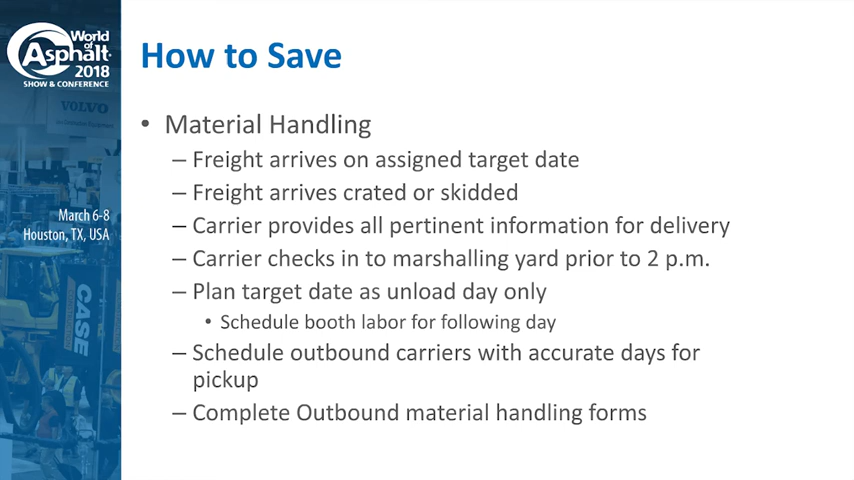 World
of
Asphalt
2018
SHOW & CONFERENCE
VOLVO
March 6-8
Houston, TX, USA
CASE
How to Save
• Material Handling
– Freight arrives on assigned target date
– Freight arrives crated or skidded
– Carrier provides all pertinent information for delivery
– Carrier checks in to marshalling yard prior to 2 p.m.
– Plan target date as unload day only
• Schedule booth labor for following day
– Schedule outbound carriers with accurate days for
pickup
– Complete Outbound material handling forms